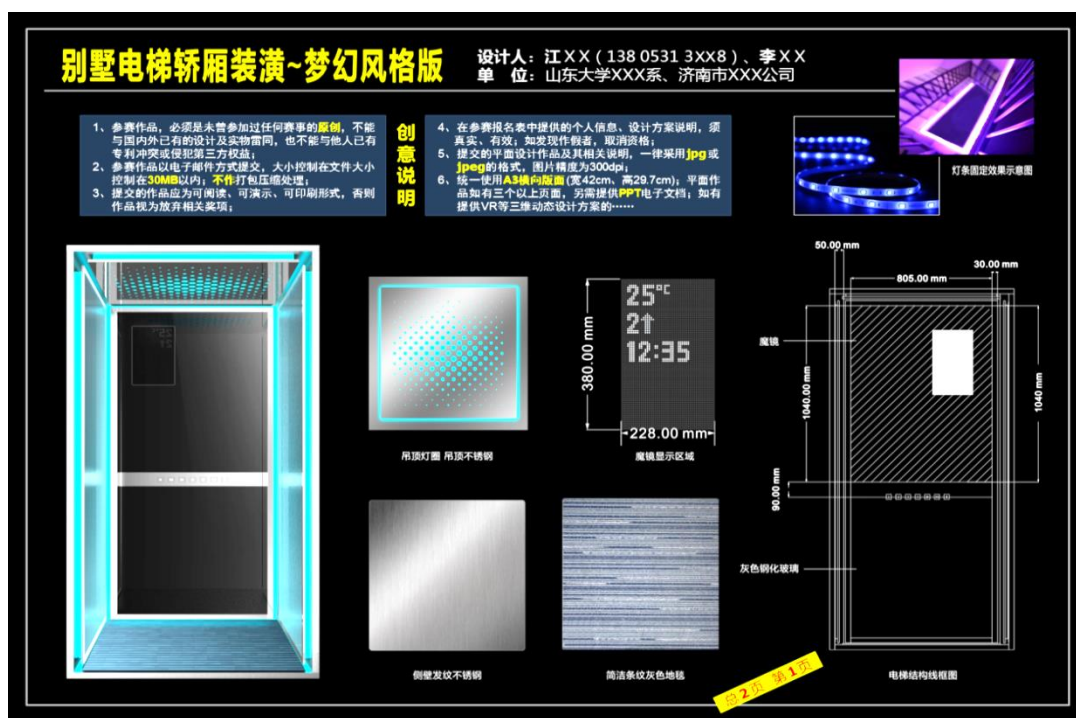 别墅电梯轿厢装潢~梦幻风格版
设计人：江ＸＸ（138 0531 3XX8）、李ＸＸ
单　位：山东大学XXX系、济南市XXX公司
1、参赛作品，必须是未曾参加过任何赛事的原创，不能
与国内外已有的设计及实物雷同，也不能与他人已有
专利冲突或侵犯第三方权益；
2、参赛作品以电子邮件方式提交，大小控制在文件大小
控制在30MB以内；不作打包压缩处理；
3、提交的作品应为可阅读、可演示、可印刷形式，否则
作品视为放弃相关奖项；
创意说明
4、在参赛报名表中提供的个人信息、设计方案说明，须
真实、有效；如发现作假者，取消资格；
5、提交的平面设计作品及其相关说明，一律采用jpg或
jpeg的格式，图片精度为300dpi；
6、统一使用A3横向版面(宽42cm、高29.7cm)；平面作
品如有三个以上页面，另需提供PPT电子文档；如有
提供VR等三维动态设计方案的……
灯条固定效果示意图
25℃
2↑
12:35
380.00 mm
228.00 mm
吊顶灯圈 吊顶不锈钢
魔镜显示区域
侧壁发纹不锈钢
简洁条纹灰色地毯
50.00 mm
30.00 mm
805.00 mm
魔镜
1040.00 mm
1040 mm
90.00 mm
灰色钢化玻璃
电梯结构线框图
总2页 第1页